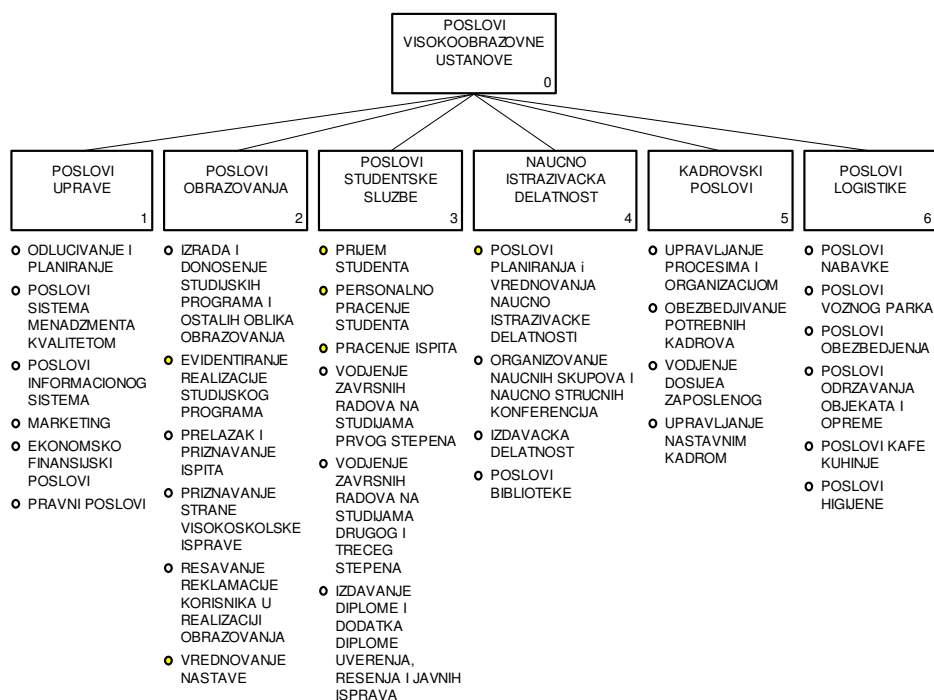 POSLOVI
VISOKOOBRAZOVNE
USTANOVE
0
POSLOVI
UPRAVE
1
ODLUCIVANJE I
PLANIRANJE
POSLOVI
SISTEMA
MENADZMENTA
KVALITETOM
POSLOVI
INFORMACIONOG
SISTEMA
MARKETING
EKONOMSKO
FINANSIJSKI
POSLOVI
PRAVNI POSLOVI
POSLOVI
OBRAZOVANJA
2
IZRADA I
DONOSENJE
STUDIJSKIH
PROGRAMA I
OSTALIH OBLIKA
OBRAZOVANJA
EVIDENTIRANJE
REALIZACIJE
STUDIJSKOG
PROGRAMA
PRELAZAK I
PRIZNAVANJE
ISPITA
PRIZNAVANJE
STRANE
VISOKOSKOLSKE
ISPRAVE
RESAVANJE
REKLAMACIJE
KORISNIKA U
REALIZACIJI
OBRAZOVANJA
VREDNOVANJE
NASTAVE
POSLOVI
STUDENTSKE
SLUZBE
3
PRIJEM
STUDENTA
PERSONALNO
PRACENJE
STUDENTA
PRACENJE ISPITA
VODJENJE
ZAVRSNIH
RADOVA NA
STUDIJAMA
PRVOG STEPENA
VODJENJE
ZAVRSNIH
RADOVA NA
STUDIJAMA
DRUGOG I
TRECEG
STEPENA
IZDAVANJE
DIPLOME I
DODATKA
DIPLOME
UVERENJA,
RESENJA I JAVNIH
ISPRAVA
NAUCNO
ISTRAZIVACKA
DELATNOST
4
POSLOVI
PLANIRANJA i
VREDNOVANJA
NAUCNO
ISTRAZIVACKE
DELATNOSTI
ORGANIZOVANJE
NAUCNIH SKUPOVA I
NAUCNO STRUCNIH
KONFERENCIJA
IZDAVACKA
DELATNOST
POSLOVI
BIBLIOTEKE
KADROVSKI
POSLOVI
5
UPRAVLJANJE
PROCESIMA I
ORGANIZACIJOM
OBEZBEDJIVANJE
POTREBNIH
KADROVA
VODJENJE
DOSIJEA
ZAPOSLENOG
UPRAVLJANJE
NASTAVNIM
KADROM
POSLOVI
LOGISTIKE
6
POSLOVI
NABAVKE
POSLOVI
VOZNOG PARKA
POSLOVI
OBEZBEDJENJA
POSLOVI
ODRZAVANJA
OBJEKATA I
OPREME
POSLOVI KAFE
KUHINJE
POSLOVI
HIGIJENE